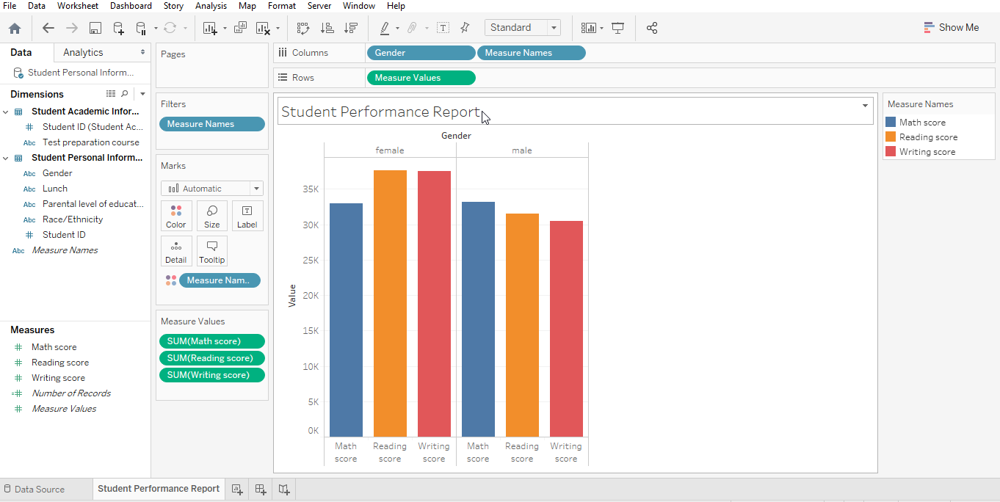 File Data Worksheet Dashboard Story Analysis Map Format Server Window Help
Standard
Show Me
Data Analytics
Student Personal Inform...
Dimensions
Student Academic Infor...
Student ID (Student Ac...
Abc Test preparation course
Student Personal Inform...
Abc Gender
Abc Lunch
Abc Parental level of educat...
Abc Race/Ethnicity
Student ID
Abc Measure Names
Measures
Math score
Reading score
Writing score
Number of Records
Measure Values
Pages
Filters
Measure Names
Marks
Automatic
Color Size Label
Detail Tooltip
Measure Nam..
Measure Values
SUM(Math score)
SUM(Reading score)
SUM(Writing score)
Columns Gender Measure Names
Rows Measure Values
Student Performance Report
Gender
female male
Value
35K
30K
25K
20K
15K
10K
5K
0K
Math Reading Writing Math Reading Writing
score score score score score score
Measure Names
Math score
Reading score
Writing score
Data Source Student Performance Report